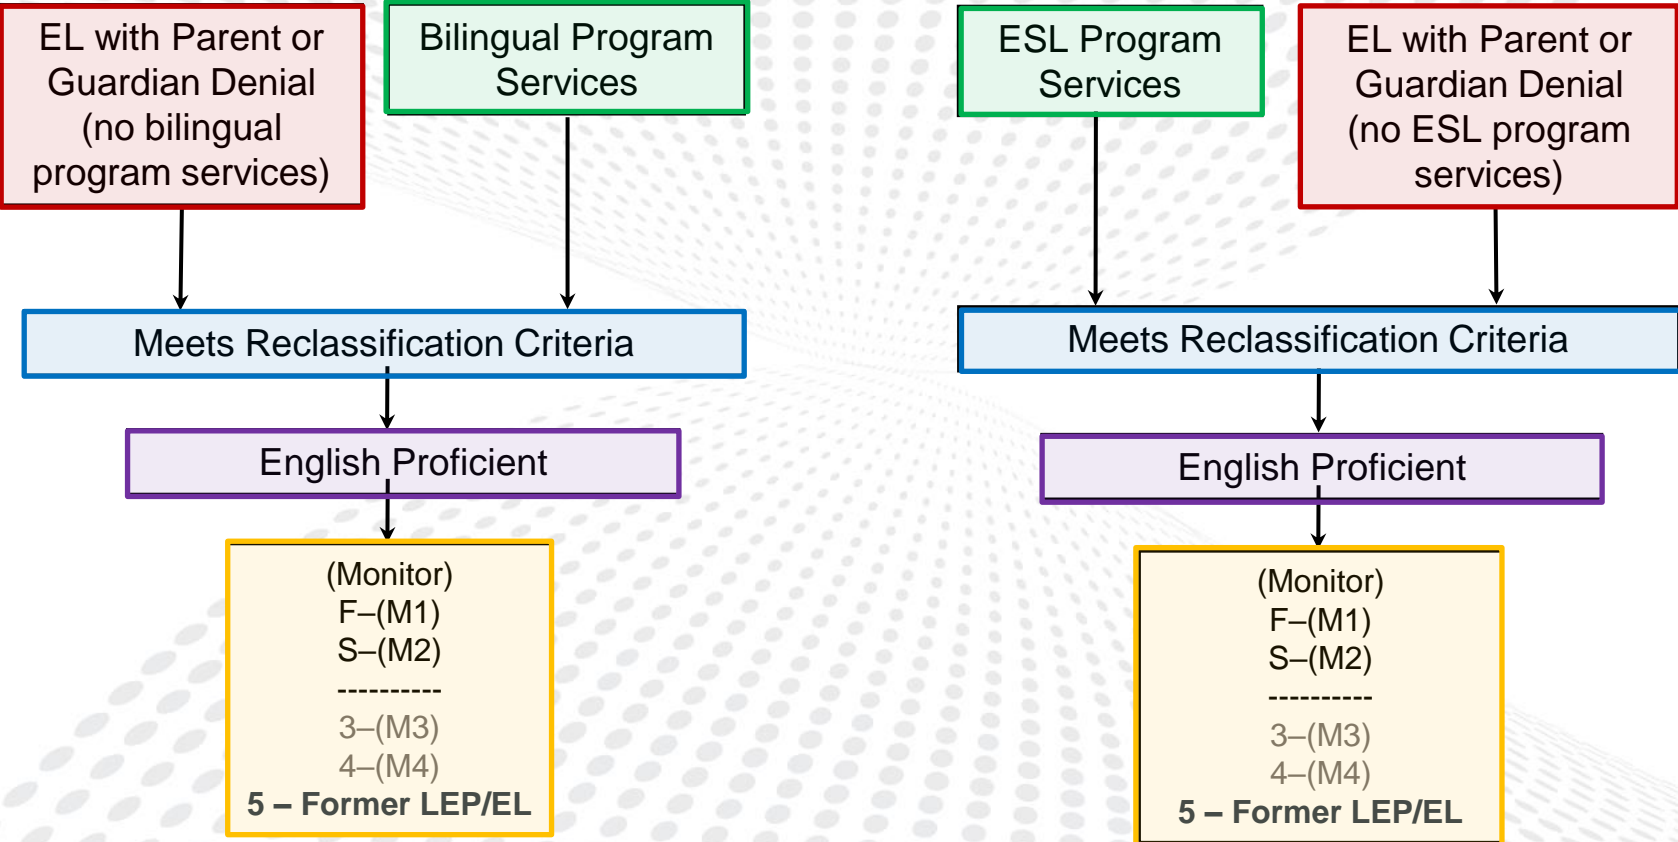 EL with Parent or
Guardian Denial
(no bilingual
program services)
Bilingual Program
Services
Meets Reclassification Criteria
English Proficient
(Monitor)
F–(M1)
S–(M2)
----------
3–(M3)
4–(M4)
5 – Former LEP/EL
ESL Program
Services
EL with Parent or
Guardian Denial
(no ESL program
services)
Meets Reclassification Criteria
English Proficient
(Monitor)
F–(M1)
S–(M2)
----------
3–(M3)
4–(M4)
5 – Former LEP/EL